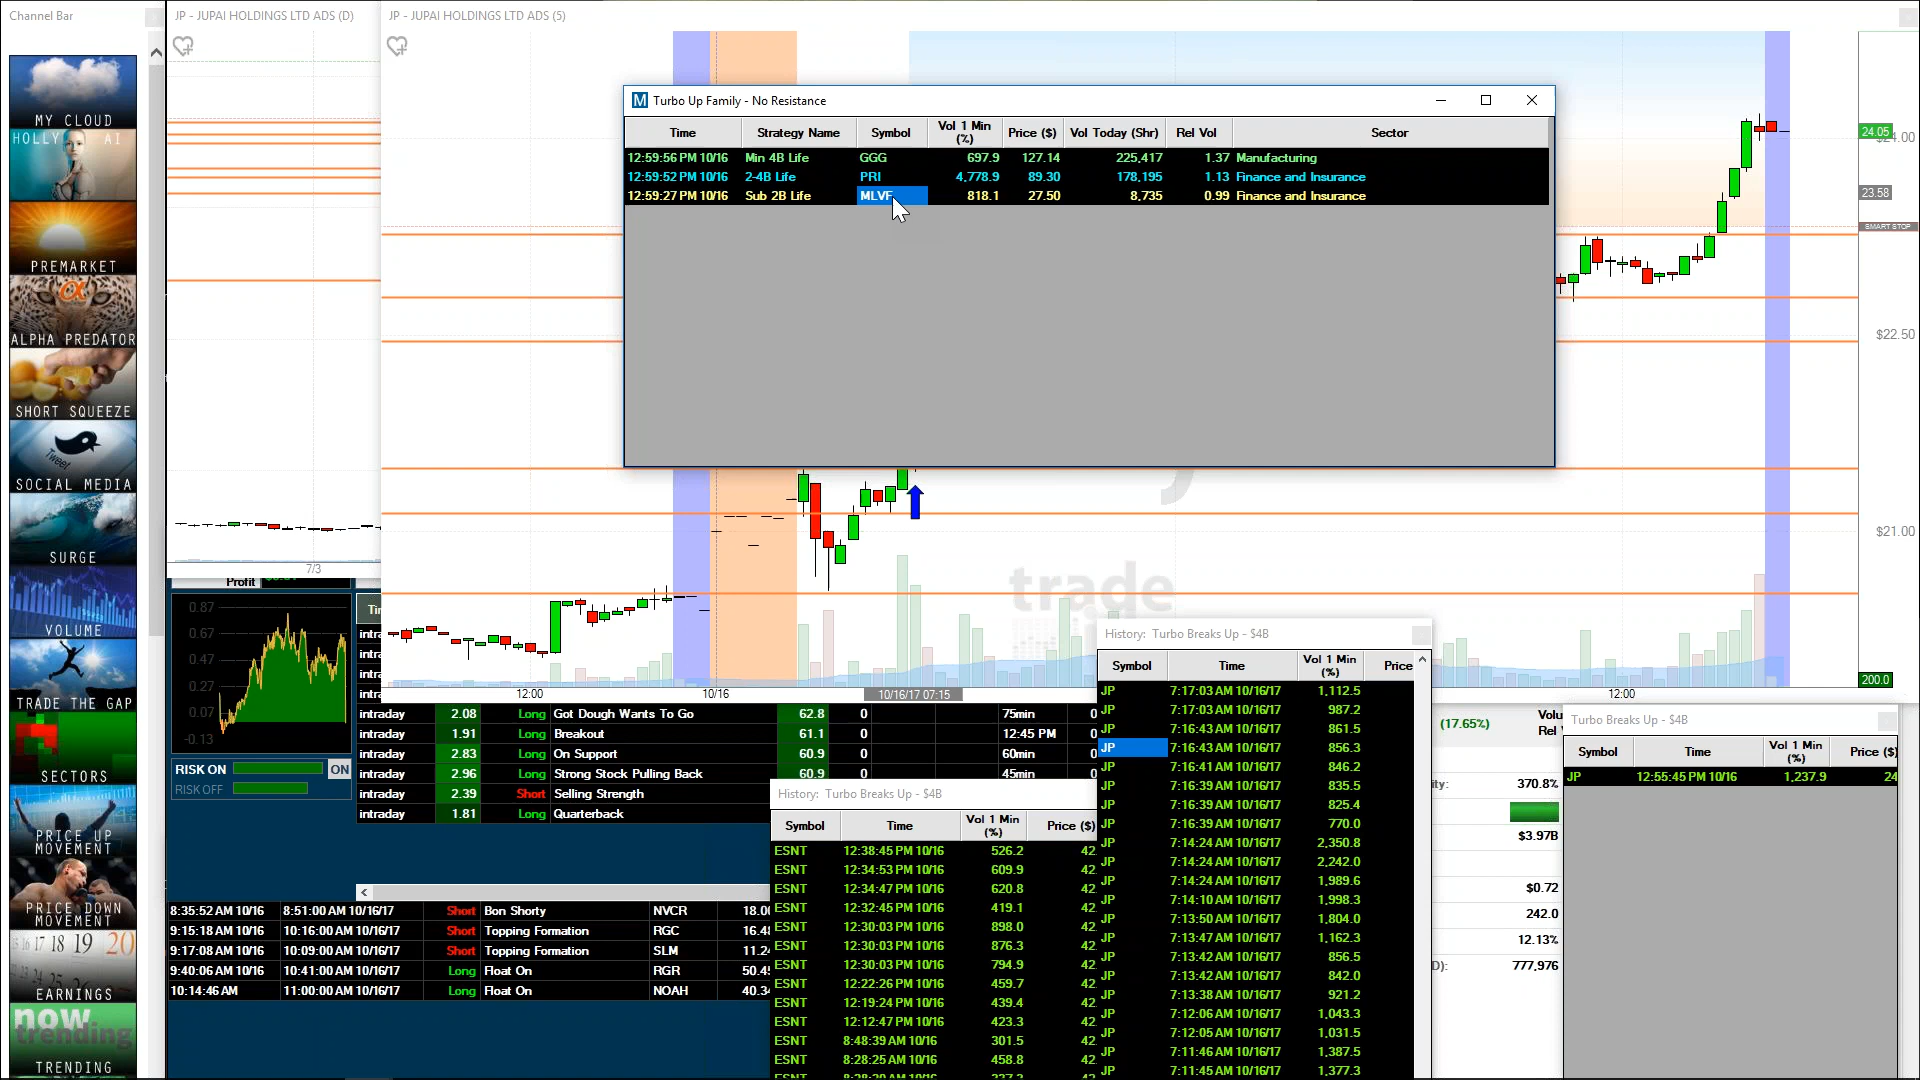 Channel Bar
MY CLOUD
HOLLY AI
PREMARKET
ALPHA PREDATOR
SHORT SQUEEZE
Tweet
SOCIAL MEDIA
SURGE
VOLUME
TRADE THE GAP
SECTORS
PRICE UP
MOVEMENT
PRICE DOWN
MOVEMENT
16 17 18 19 20
EARNINGS
now
trending
TRENDING
JP - JUPAI HOLDINGS LTD ADS (D)
7/3
JP - JUPAI HOLDINGS LTD ADS (5)
24.05
23.58
SMART STOP
$22.50
$21.00
200.0
12:00
10/16
10/16/17 07:15
12:00
trade
Turbo Up Family - No Resistance
Time Strategy Name Symbol Vol 1 Min (%) Price ($) Vol Today (Shr) Rel Vol Sector
12:59:56 PM 10/16 Min 4B Life GGG 697.9 127.14 225,417 1.37 Manufacturing
12:59:52 PM 10/16 2-4B Life PRI 4,778.9 89.30 178,195 1.13 Finance and Insurance
12:59:27 PM 10/16 Sub 2B Life 818.1 27.50 8,735 0.99 Finance and Insurance
Profit
0.87
0.67
0.47
0.27
0.07
-0.13
RISK ON ON
RISK OFF
intraday 2.08 Long Got Dough Wants To Go 62.8 0 75min
intraday 1.91 Long Breakout 61.1 0 12:45 PM
intraday 2.83 Long On Support 60.9 0 60min
intraday 2.96 Long Strong Stock Pulling Back 60.9 0 45min
intraday 2.39 Short Selling Strength
intraday 1.81 Long Quarterback
8:35:52 AM 10/16 8:51:00 AM 10/16/17 Short Bon Shorty NVCR
9:15:18 AM 10/16 10:16:00 AM 10/16/17 Short Topping Formation RGC
9:17:08 AM 10/16 10:09:00 AM 10/16/17 Short Topping Formation SLM
9:40:06 AM 10/16 10:41:00 AM 10/16/17 Long Float On RGR
10:14:46 AM 11:00:00 AM 10/16/17 Long Float On NOAH
History: Turbo Breaks Up - $4B
Symbol Time Vol 1 Min (%) Price ($)
ESNT 12:38:45 PM 10/16 526.2 42.
ESNT 12:34:53 PM 10/16 609.9 42.
ESNT 12:34:47 PM 10/16 620.8 42.
ESNT 12:32:45 PM 10/16 419.1 42.
ESNT 12:30:03 PM 10/16 898.0 42.
ESNT 12:30:03 PM 10/16 876.3 42.
ESNT 12:30:03 PM 10/16 794.9 42.
ESNT 12:22:26 PM 10/16 459.7 42.
ESNT 12:19:24 PM 10/16 439.4 42.
ESNT 12:12:47 PM 10/16 423.3 42.
ESNT 8:48:39 AM 10/16 301.5 42.
ESNT 8:28:25 AM 10/16 458.8 42.
History: Turbo Breaks Up - $4B
Symbol Time Vol 1 Min (%) Price
JP 7:17:03 AM 10/16/17 1,112.5
JP 7:17:03 AM 10/16/17 987.2
JP 7:16:43 AM 10/16/17 861.5
JP 7:16:43 AM 10/16/17 856.3
JP 7:16:41 AM 10/16/17 846.2
JP 7:16:39 AM 10/16/17 835.5
JP 7:16:39 AM 10/16/17 825.4
JP 7:16:39 AM 10/16/17 770.0
JP 7:14:24 AM 10/16/17 2,350.8
JP 7:14:24 AM 10/16/17 2,242.0
JP 7:14:24 AM 10/16/17 1,989.6
JP 7:14:10 AM 10/16/17 1,998.3
JP 7:13:50 AM 10/16/17 1,804.0
JP 7:13:47 AM 10/16/17 1,162.3
JP 7:13:42 AM 10/16/17 856.5
JP 7:13:42 AM 10/16/17 842.0
JP 7:13:38 AM 10/16/17 921.2
JP 7:12:06 AM 10/16/17 1,043.3
JP 7:12:05 AM 10/16/17 1,031.5
JP 7:11:46 AM 10/16/17 1,387.5
JP 7:11:45 AM 10/16/17 1,377.3
(17.65%)
370.8%
$3.97B
$0.72
242.0
12.13%
777,976
Turbo Breaks Up - $4B
Symbol Time Vol 1 Min (%) Price ($)
JP 12:55:45 PM 10/16 1,237.9 24